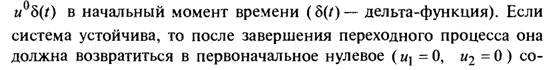 u⁰δ(t) в начальный момент времени (δ(t) — дельта-функция). Если
система устойчива, то после завершения переходного процесса она
должна возвратиться в первоначальное нулевое (u₁ = 0, u₂ = 0) со-